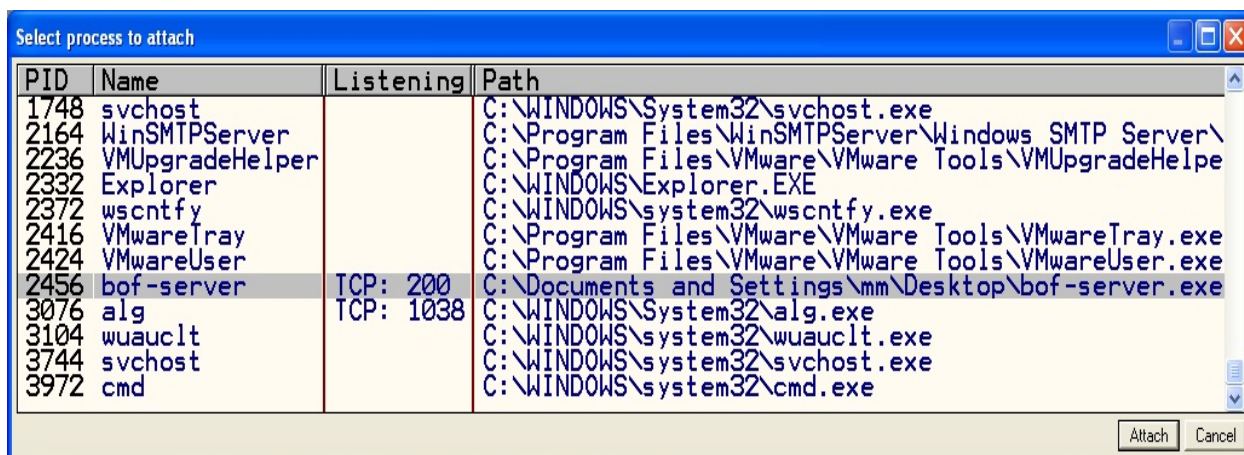 Select process to attach
PID Name Listening Path
1748 svchost C:\WINDOWS\System32\svchost.exe
2164 WinSMTPServer C:\Program Files\WinSMTPServer\Windows SMTP Server\
2236 VMUpgradeHelper C:\Program Files\VMware\VMware Tools\VMUpgradeHelpe
2332 Explorer C:\WINDOWS\Explorer.EXE
2372 wscntfy C:\WINDOWS\system32\wscntfy.exe
2416 VMwareTray C:\Program Files\VMware\VMware Tools\VMwareTray.exe
2424 VMwareUser C:\Program Files\VMware\VMware Tools\VMwareUser.exe
2456 bof-server TCP: 200 C:\Documents and Settings\mm\Desktop\bof-server.exe
3076 alg TCP: 1038 C:\WINDOWS\System32\alg.exe
3104 wuauclt C:\WINDOWS\system32\wuauclt.exe
3744 svchost C:\WINDOWS\system32\svchost.exe
3972 cmd C:\WINDOWS\system32\cmd.exe
Attach Cancel